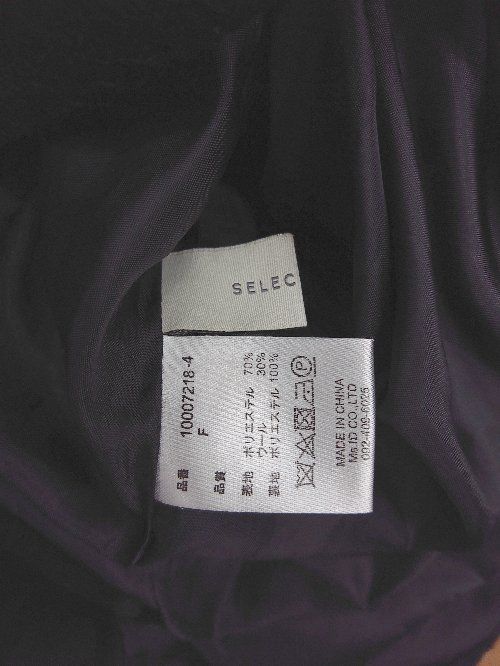 SELEC
品番 10007218-4
F
品質
表地 ポリエステル 70%
ウール 30%
裏地 ポリエステル 100%
MADE IN CHINA
Ms ID CO.,LTD
092-409-6025